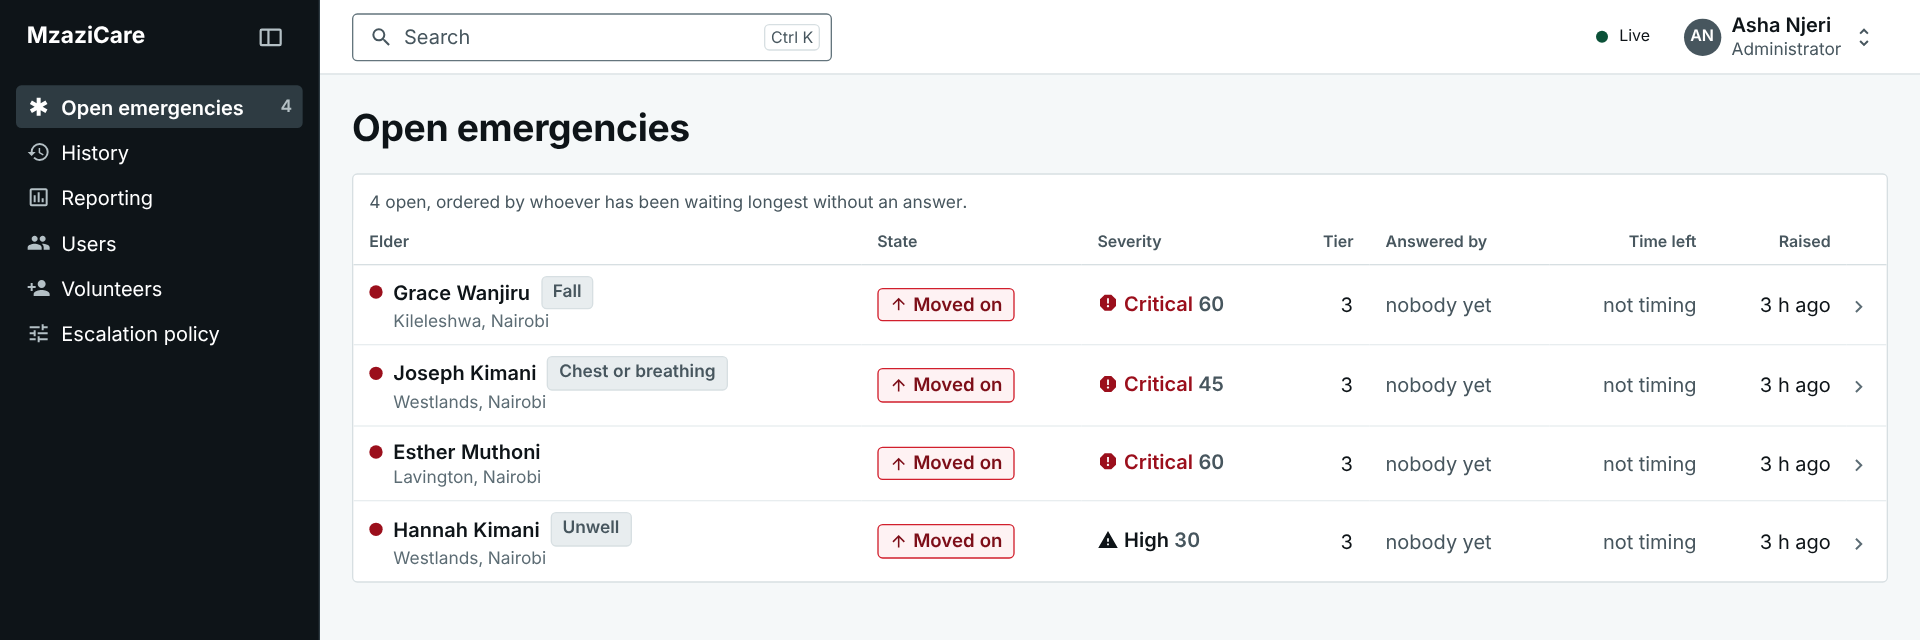 MzaziCare
Search Ctrl K
Live
AN Asha Njeri
Administrator
Open emergencies 4
History
Reporting
Users
Volunteers
Escalation policy
Open emergencies
4 open, ordered by whoever has been waiting longest without an answer.
Elder State Severity Tier Answered by Time left Raised
Grace Wanjiru Fall Moved on Critical 60 3 nobody yet not timing 3 h ago
Kileleshwa, Nairobi
Joseph Kimani Chest or breathing Moved on Critical 45 3 nobody yet not timing 3 h ago
Westlands, Nairobi
Esther Muthoni Moved on Critical 60 3 nobody yet not timing 3 h ago
Lavington, Nairobi
Hannah Kimani Unwell Moved on High 30 3 nobody yet not timing 3 h ago
Westlands, Nairobi